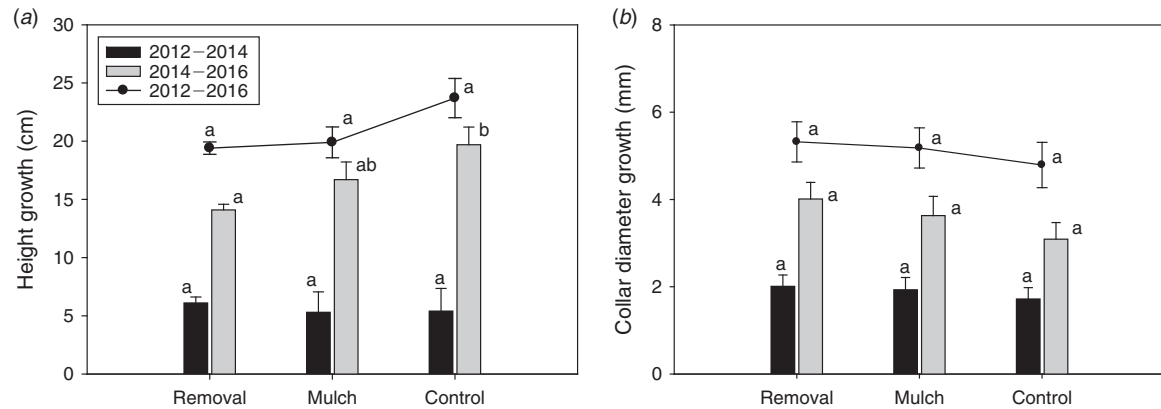 (a)
30
25
20
15
10
5
0
Height growth (cm)
2012–2014
2014–2016
2012–2016
a
a
a
a
ab
b
a
a
a
Removal
Mulch
Control
(b)
8
6
4
2
0
Collar diameter growth (mm)
a
a
a
a
a
a
a
a
a
Removal
Mulch
Control